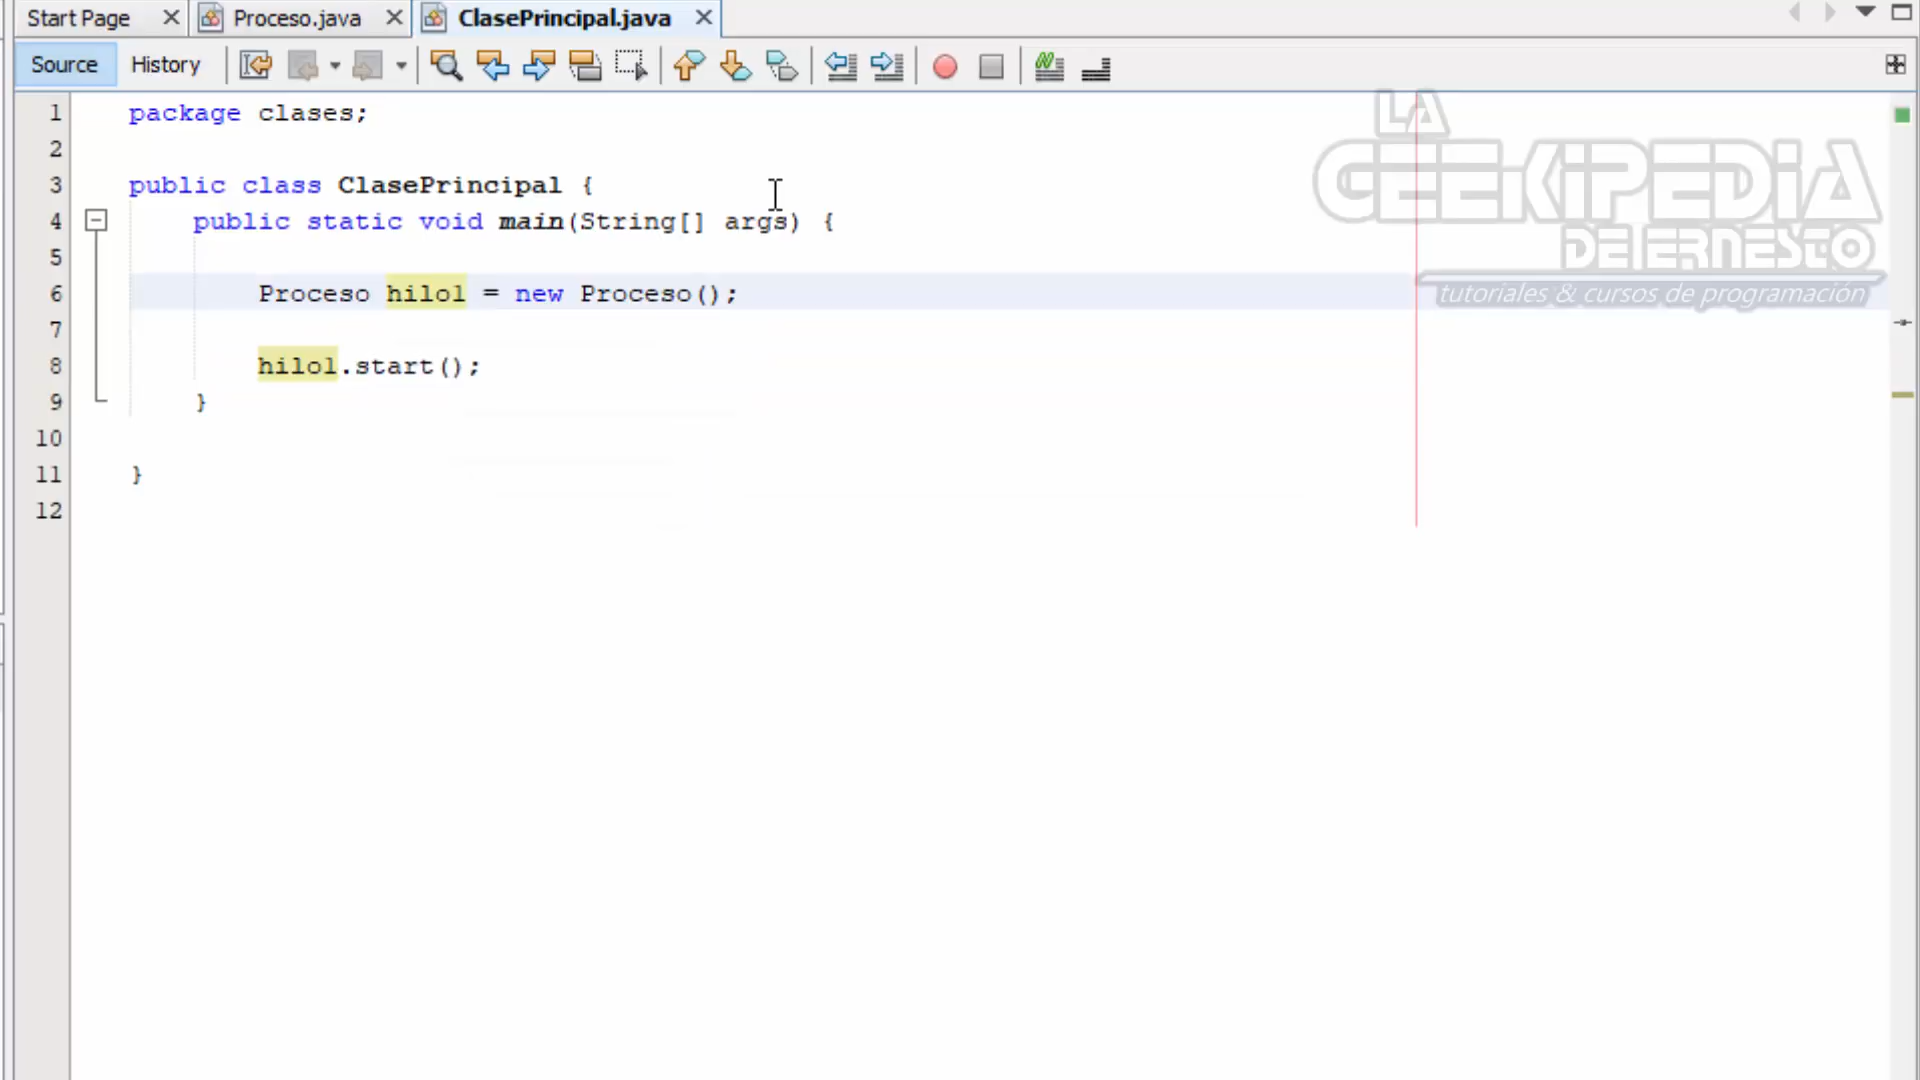 Start Page
Proceso.java
ClasePrincipal.java
Source
History
1 package clases;
2
3 public class ClasePrincipal {
4 public static void main(String[] args) {
5
6 Proceso hilo1 = new Proceso();
7
8 hilo1.start();
9 }
10
11 }
12
LA
GEEKIPEDIA
DE ERNESTO
tutoriales & cursos de programación